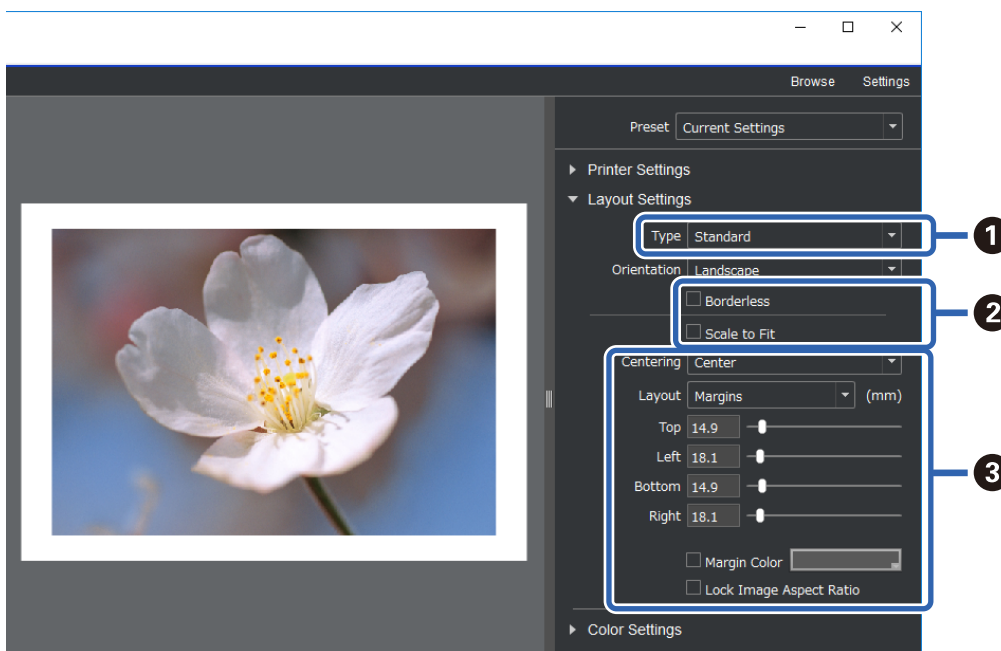 Browse Settings
Preset Current Settings
Printer Settings
Layout Settings
Type Standard
1
Orientation Landscape
Borderless
2
Scale to Fit
Centering Center
Layout Margins (mm)
Top 14.9
Left 18.1
3
Bottom 14.9
Right 18.1
Margin Color
Lock Image Aspect Ratio
Color Settings